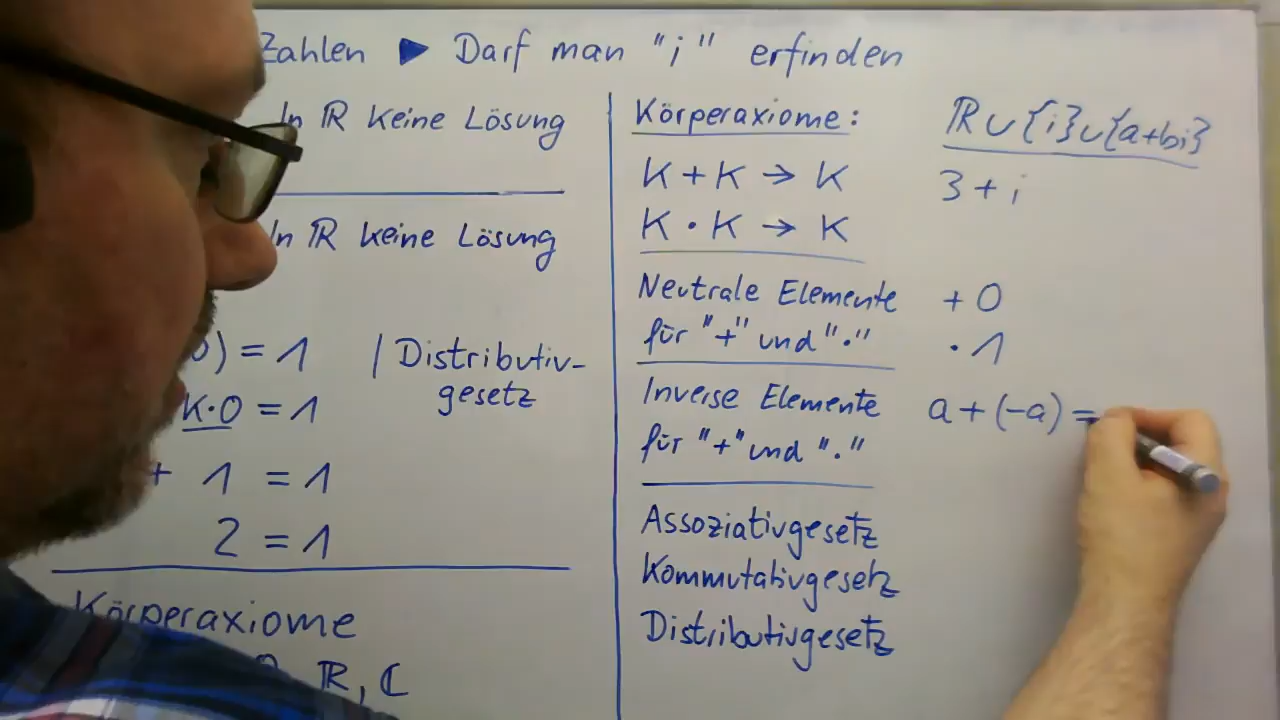 Zahlen ▶ Darf man "i" erfinden
In ℝ keine Lösung
In ℝ keine Lösung
) = 1 | Distributiv-
gesetz
K·0 = 1
+ 1 = 1
2 = 1
Körperaxiome
ℝ, ℂ
Körperaxiome:
K + K → K
K · K → K
Neutrale Elemente
für "+" und "·"
Inverse Elemente
für "+" und "·"
Assoziativgesetz
Kommutativgesetz
Distributivgesetz
ℝ∪{i}∪{a+bi}
3 + i
+ 0
· 1
a + (-a) =